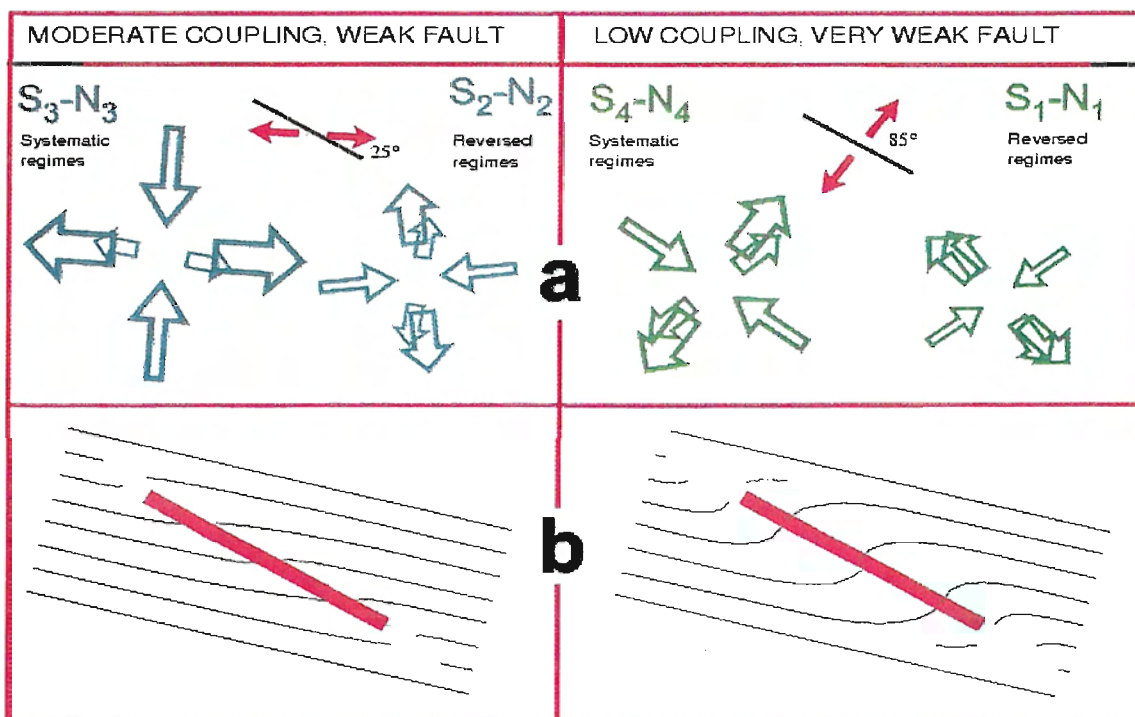 MODERATE COUPLING, WEAK FAULT
LOW COUPLING, VERY WEAK FAULT
S3-N3
Systematic
regimes
25°
S2-N2
Reversed
regimes
S4-N4
Systematic
regimes
85°
S1-N1
Reversed
regimes
a
b